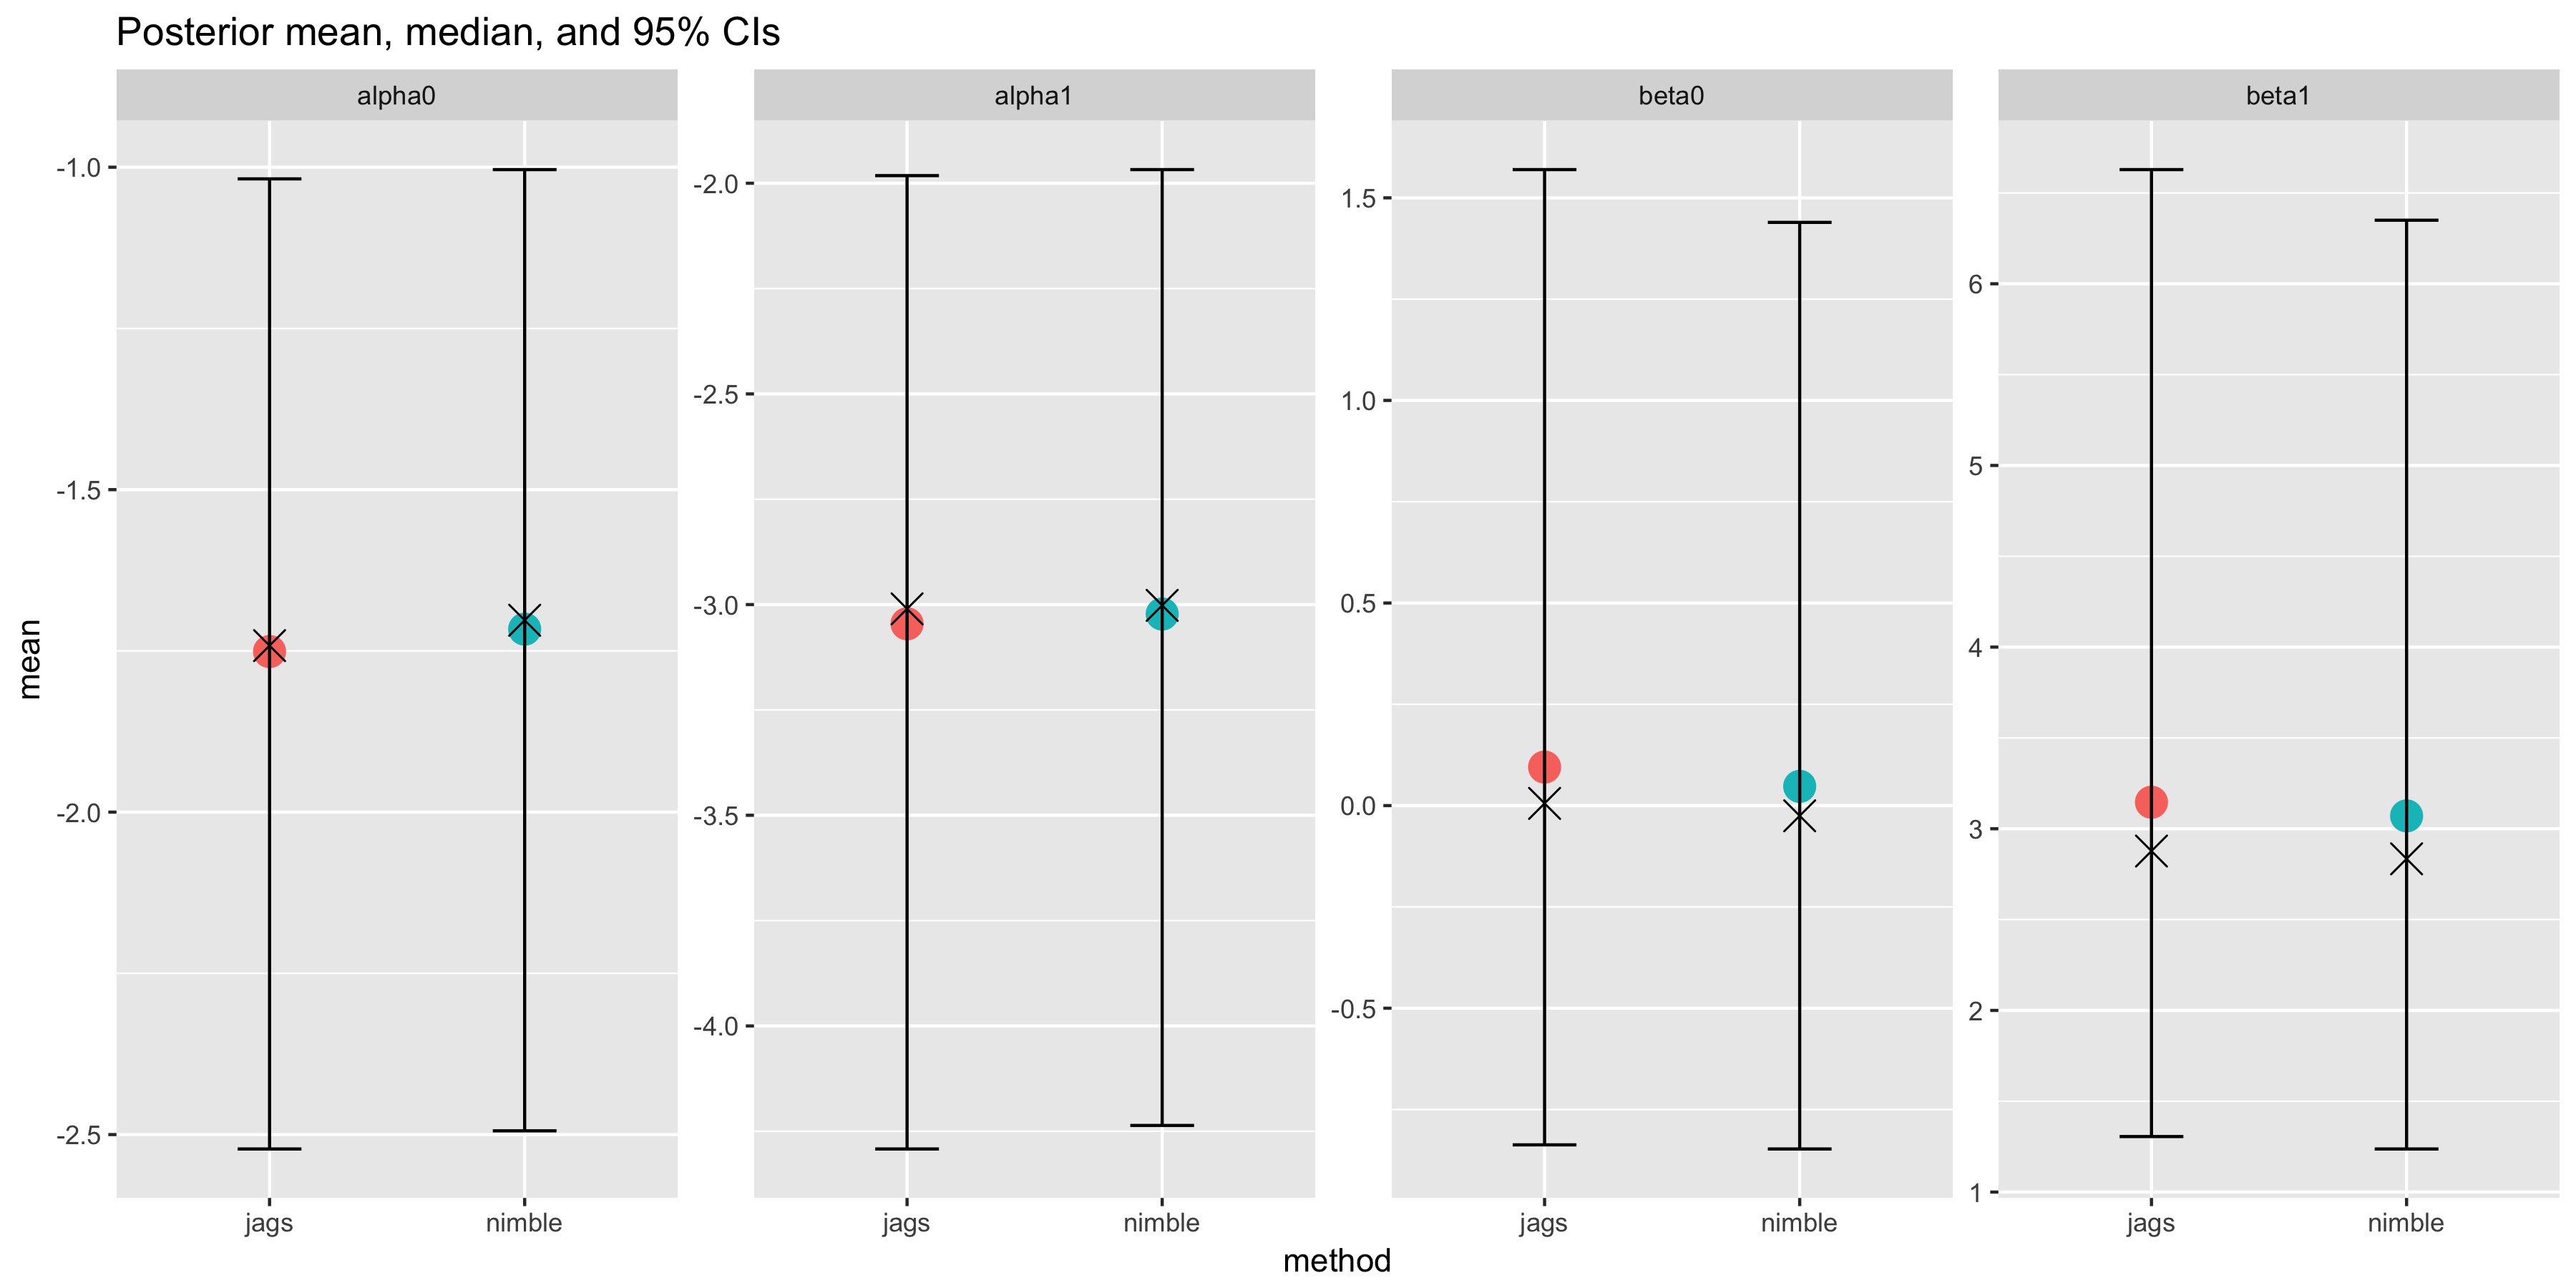 Posterior mean, median, and 95% CIs
alpha0
alpha1
beta0
beta1
mean
-1.0
-1.5
-2.0
-2.5
-2.0
-2.5
-3.0
-3.5
-4.0
1.5
1.0
0.5
0.0
-0.5
6
5
4
3
2
1
jags nimble
jags nimble
jags nimble
jags nimble
method